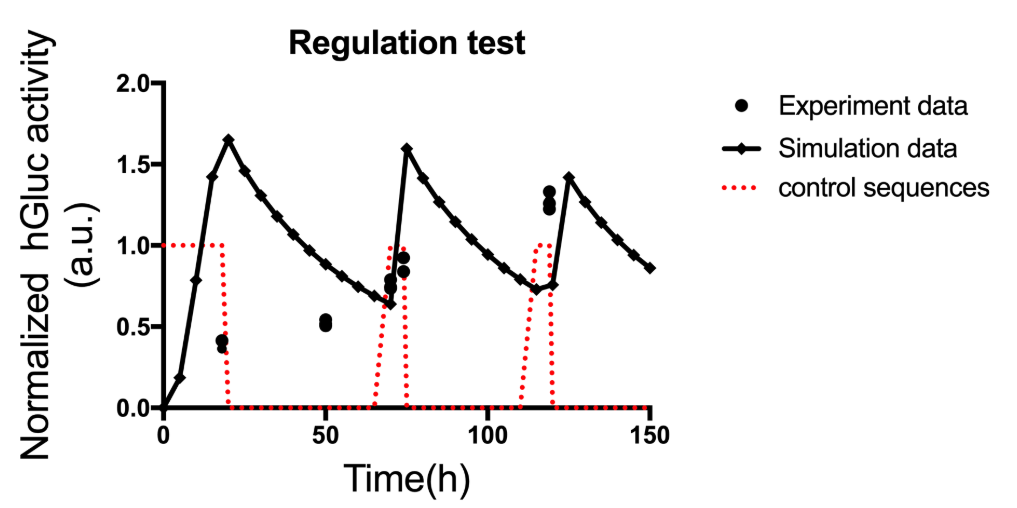 Regulation test
Normalized hGluc activity
(a.u.)
2.0
1.5
1.0
0.5
0.0
0
50
100
150
Time(h)
Experiment data
Simulation data
control sequences